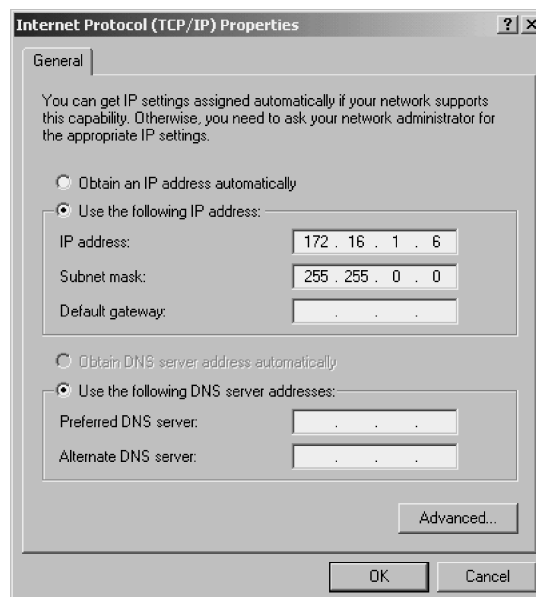 Internet Protocol (TCP/IP) Properties
General
You can get IP settings assigned automatically if your network supports
this capability. Otherwise, you need to ask your network administrator for
the appropriate IP settings.
Obtain an IP address automatically
Use the following IP address:
IP address: 172 . 16 . 1 . 6
Subnet mask: 255 . 255 . 0 . 0
Default gateway: . . .
Obtain DNS server address automatically
Use the following DNS server addresses:
Preferred DNS server: . . .
Alternate DNS server: . . .
Advanced...
OK Cancel